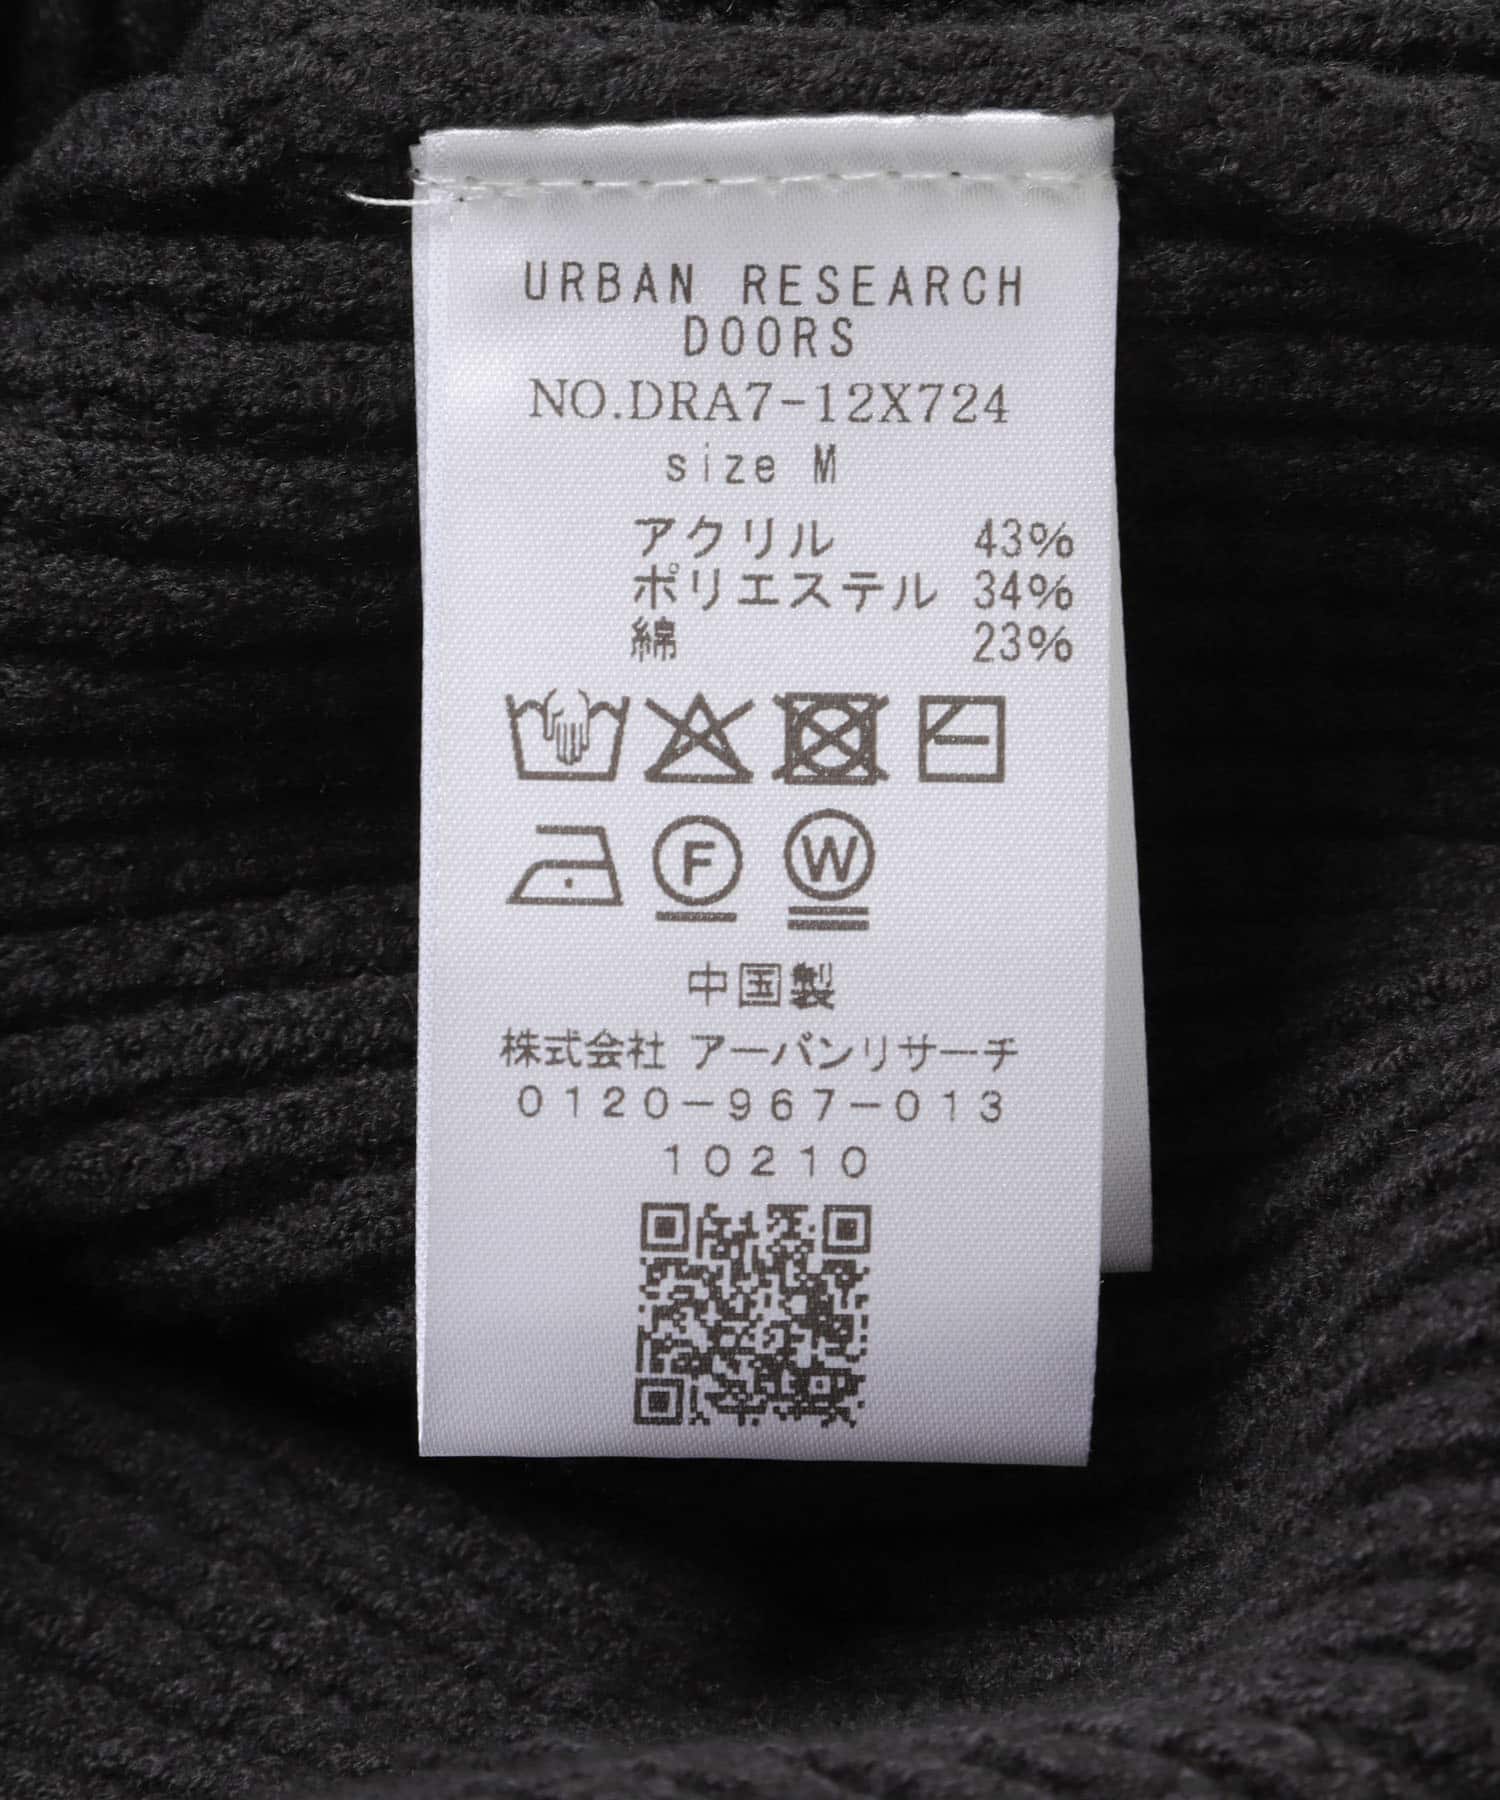 URBAN RESEARCH
DOORS
NO.DRA7-12X724
size M
アクリル 43%
ポリエステル 34%
綿 23%
F W
中国製
株式会社 アーバンリサーチ
0120-967-013
10210